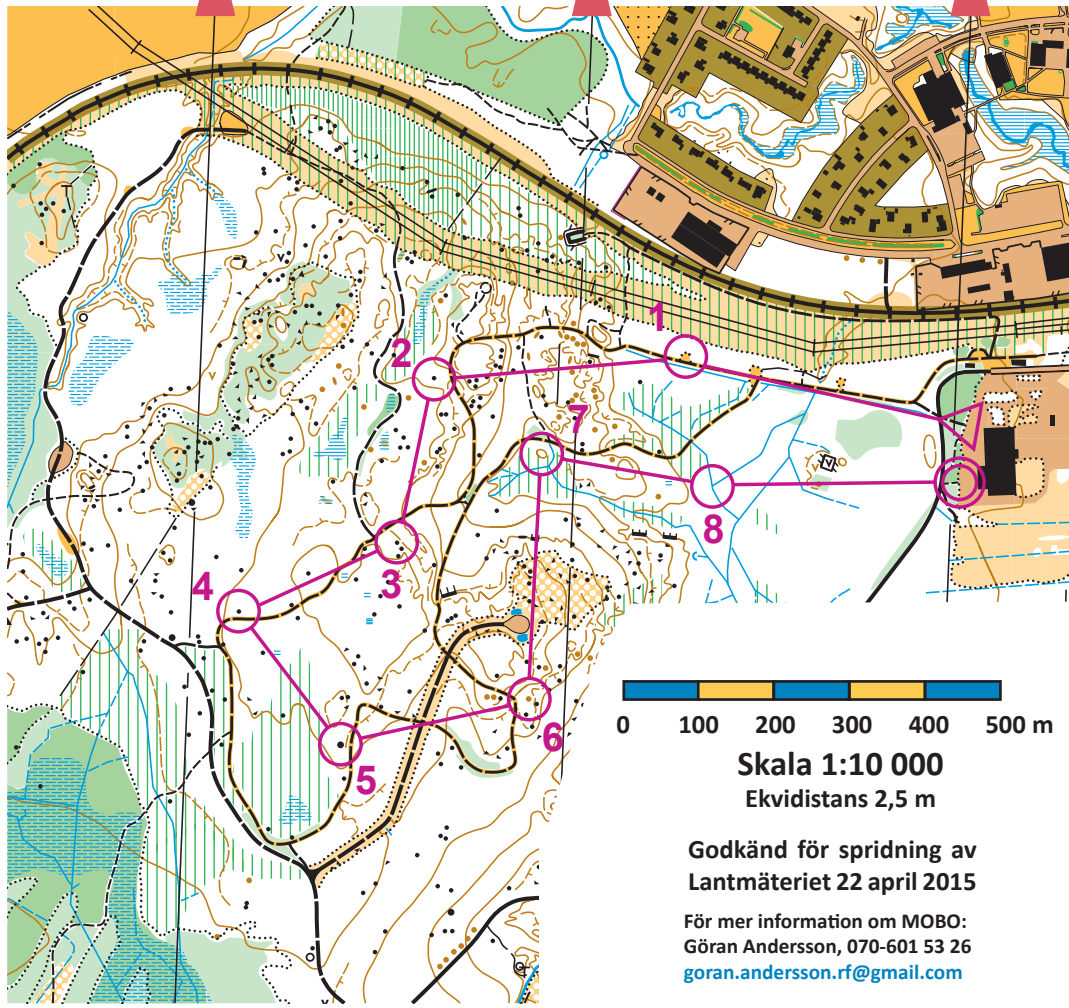 1
2
7
8
3
4
6
5
0 100 200 300 400 500 m
Skala 1:10 000
Ekvidistans 2,5 m
Godkänd för spridning av
Lantmäteriet 22 april 2015
För mer information om MOBO:
Göran Andersson, 070-601 53 26
goran.andersson.rf@gmail.com